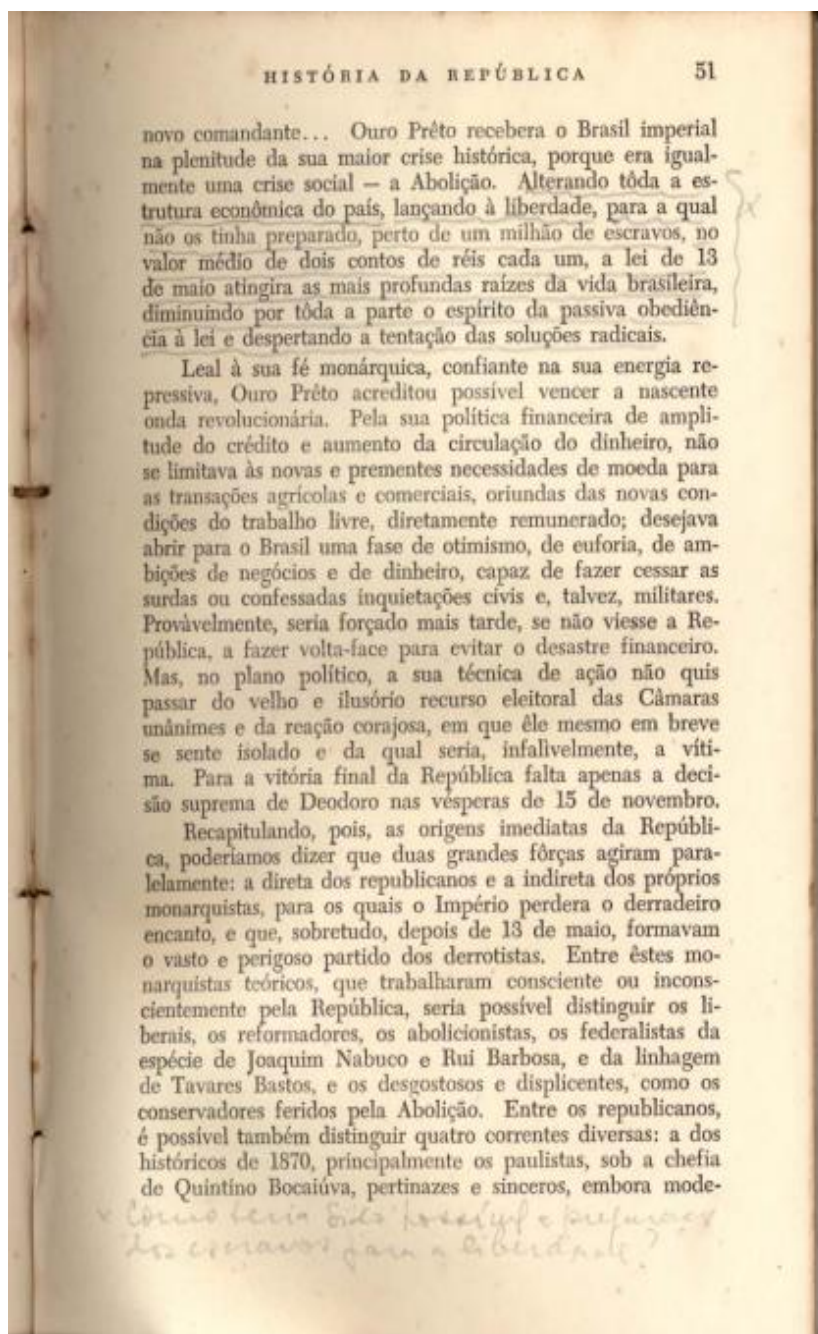 HISTÓRIA DA REPÚBLICA 51
novo comandante... Ouro Prêto recebera o Brasil imperial
na plenitude da sua maior crise histórica, porque era igual-
mente uma crise social — a Abolição. Alterando tôda a es-
trutura econômica do país, lançando à liberdade, para a qual
não os tinha preparado, perto de um milhão de escravos, no
valor médio de dois contos de réis cada um, a lei de 13
de maio atingira as mais profundas raízes da vida brasileira,
diminuindo por tôda a parte o espírito da passiva obediên-
cia à lei e despertando a tentação das soluções radicais.
Leal à sua fé monárquica, confiante na sua energia re-
pressiva, Ouro Prêto acreditou possível vencer a nascente
onda revolucionária. Pela sua política financeira de ampli-
tude do crédito e aumento da circulação do dinheiro, não
se limitava às novas e prementes necessidades de moeda para
as transações agrícolas e comerciais, oriundas das novas con-
dições do trabalho livre, diretamente remunerado; desejava
abrir para o Brasil uma fase de otimismo, de euforia, de am-
bições de negócios e de dinheiro, capaz de fazer cessar as
surdas ou confessadas inquietações civis e, talvez, militares.
Provàvelmente, seria forçado mais tarde, se não viesse a Re-
pública, a fazer volta-face para evitar o desastre financeiro.
Mas, no plano político, a sua técnica de ação não quis
passar do velho e ilusório recurso eleitoral das Câmaras
unânimes e da reação corajosa, em que êle mesmo em breve
se sente isolado e da qual seria, infalivelmente, a víti-
ma. Para a vitória final da República falta apenas a deci-
são suprema de Deodoro nas vésperas de 15 de novembro.
Recapitulando, pois, as origens imediatas da Repúbli-
ca, poderíamos dizer que duas grandes fôrças agiram para-
lelamente: a direta dos republicanos e a indireta dos próprios
monarquistas, para os quais o Império perdera o derradeiro
encanto, e que, sobretudo, depois de 13 de maio, formavam
o vasto e perigoso partido dos derrotistas. Entre êstes mo-
narquistas teóricos, que trabalharam consciente ou incons-
cientemente pela República, seria possível distinguir os li-
berais, os reformadores, os abolicionistas, os federalistas da
espécie de Joaquim Nabuco e Rui Barbosa, e da linhagem
de Tavares Bastos, e os desgostosos e displicentes, como os
conservadores feridos pela Abolição. Entre os republicanos,
é possível também distinguir quatro correntes diversas: a dos
históricos de 1870, principalmente os paulistas, sob a chefia
de Quintino Bocaiúva, pertinazes e sinceros, embora mode-
x Como teria sido possível
dos escravos para a liberdade?